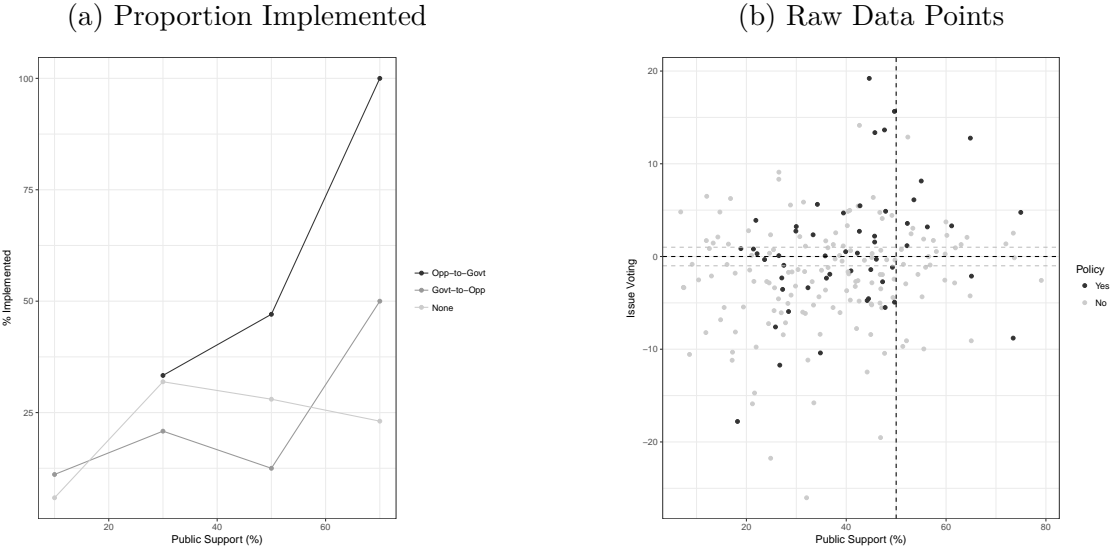 (a) Proportion Implemented
100
75
50
25
20
40
60
% Implemented
Public Support (%)
Opp−to−Govt
Govt−to−Opp
None
(b) Raw Data Points
20
10
0
−10
−20
20
40
60
80
Issue Voting
Public Support (%)
Policy
Yes
No